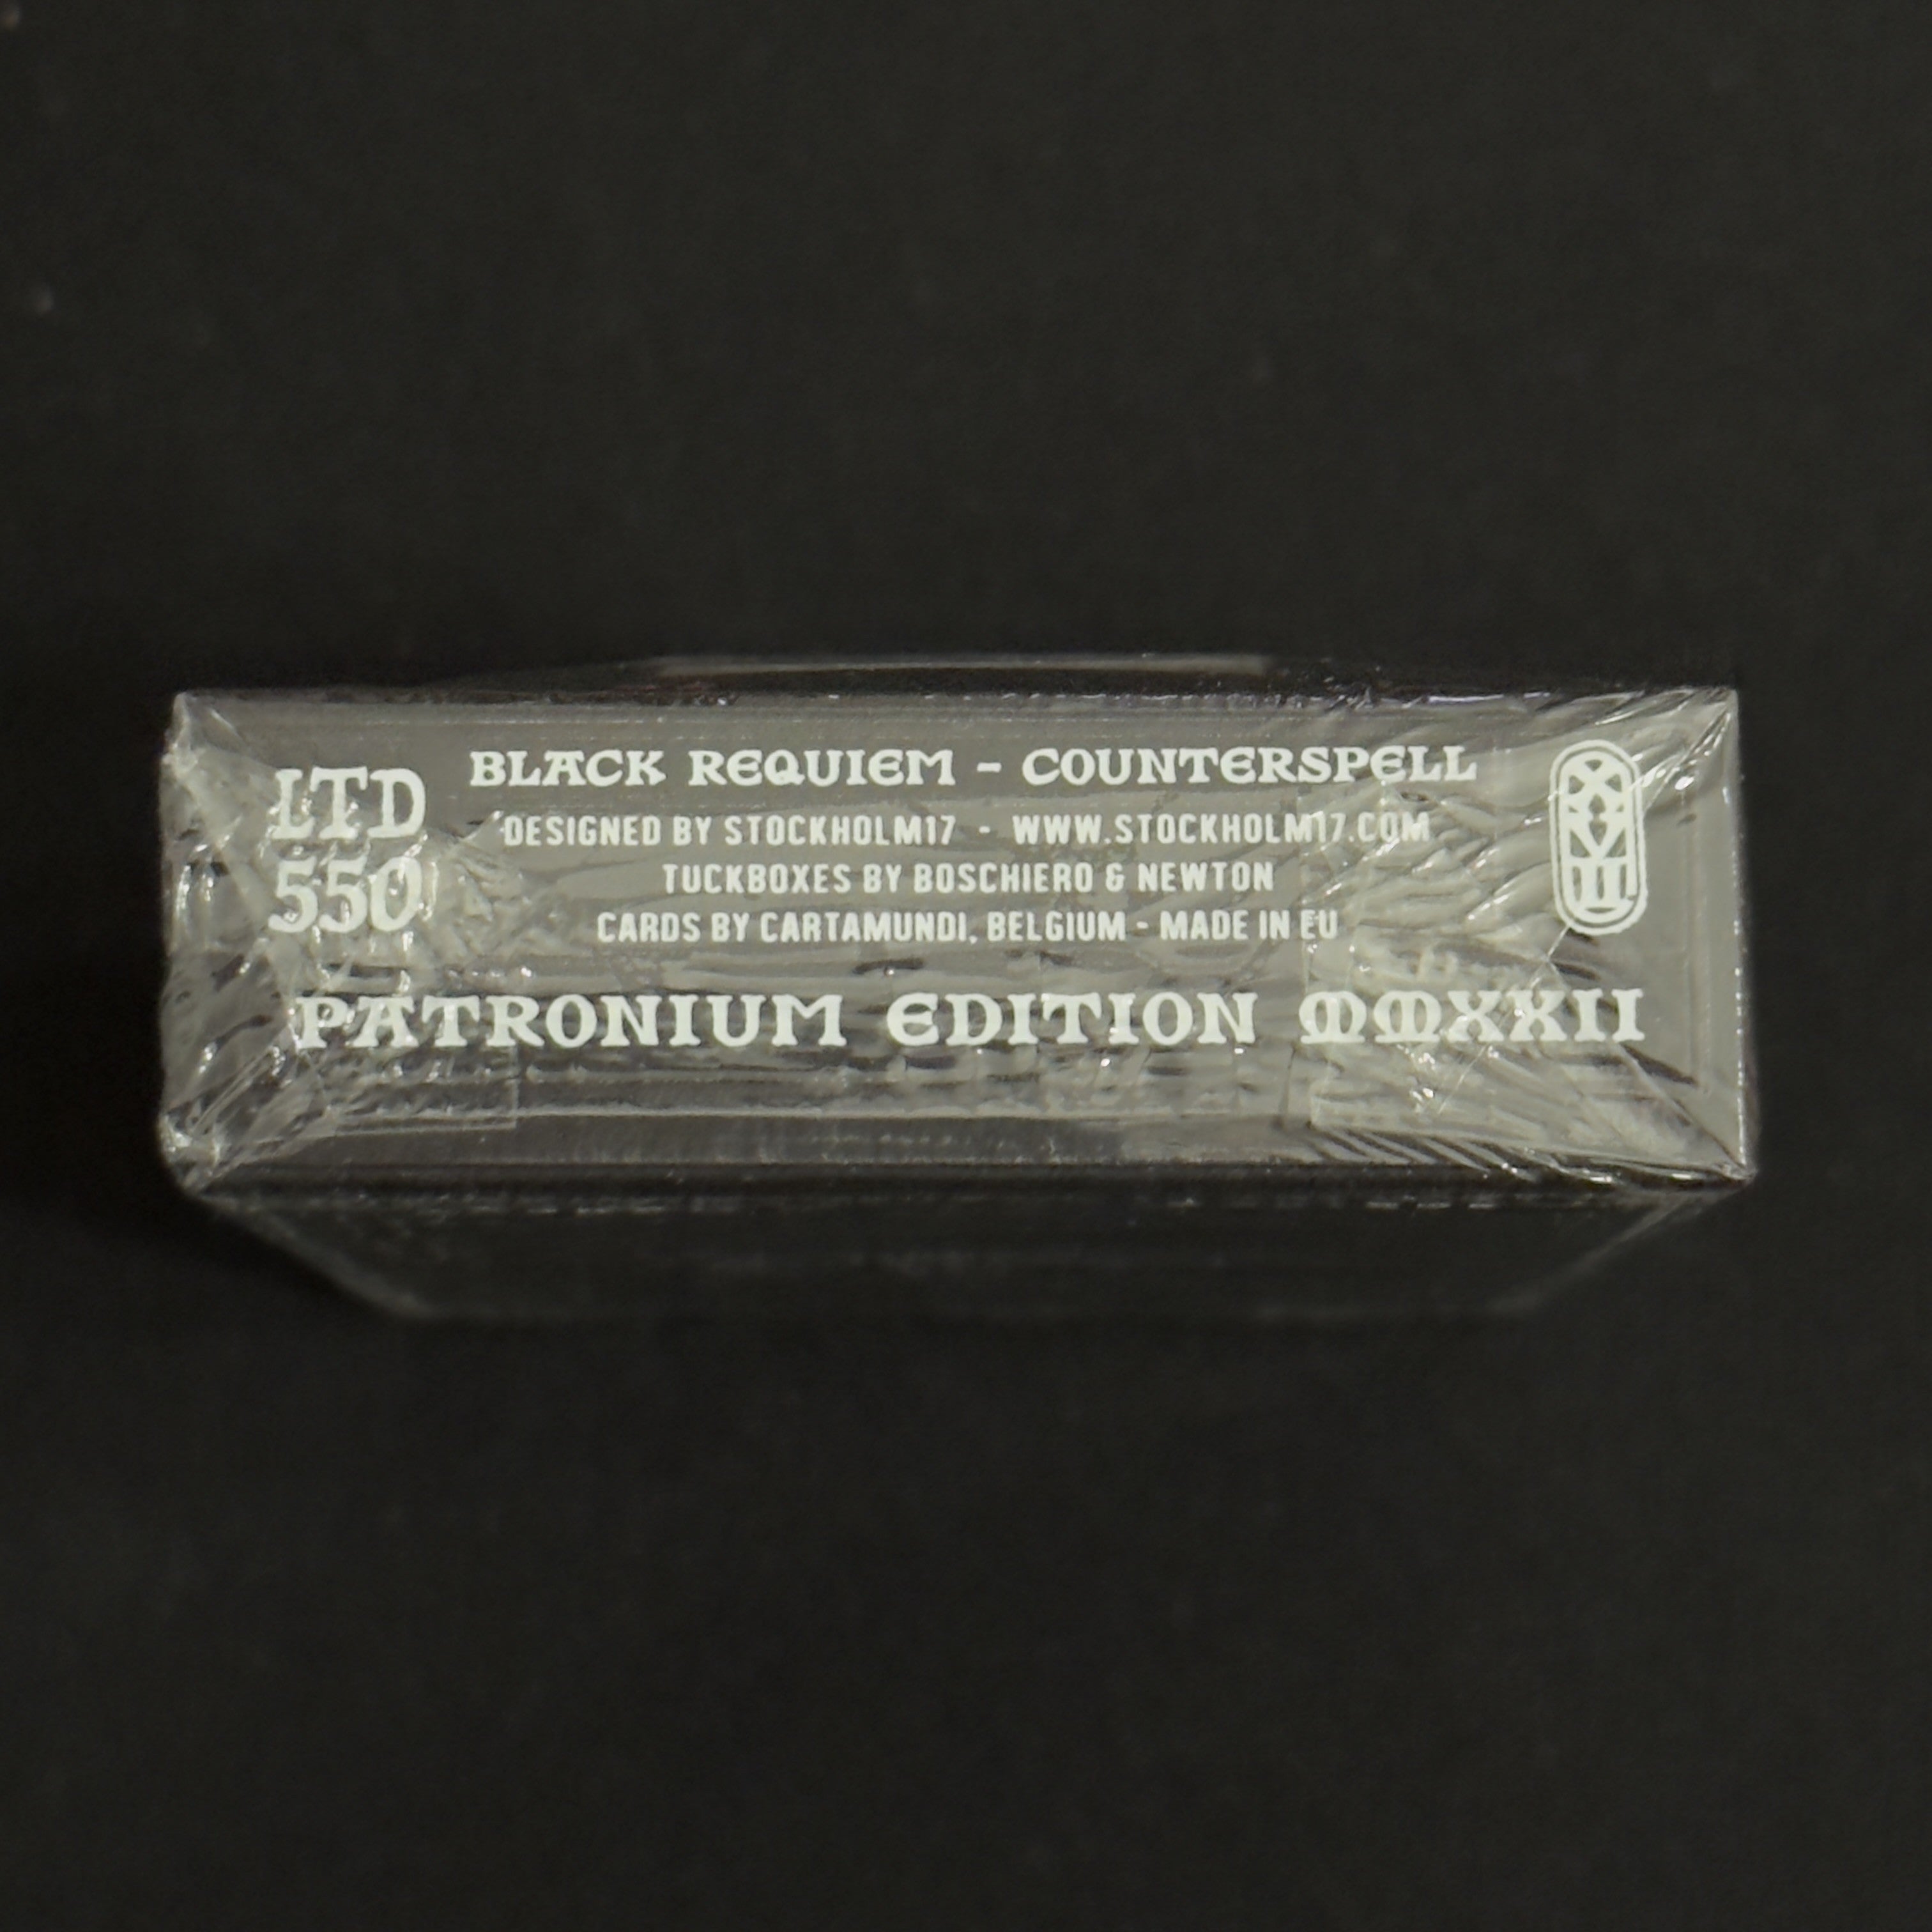 LTD
550
BLACK REQUIEM - COUNTERSPELL
DESIGNED BY STOCKHOLM17 - WWW.STOCKHOLM17.COM
TUCKBOXES BY BOSCHIERO & NEWTON
CARDS BY CARTAMUNDI, BELGIUM - MADE IN EU
XVII
PATRONIUM EDITION MMXXII